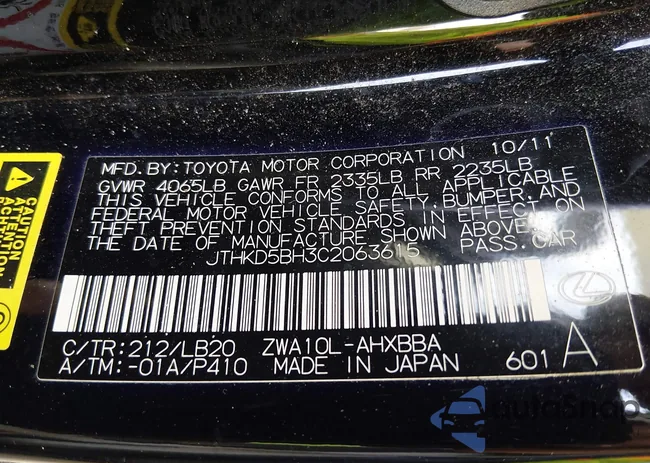 MFD. BY: TOYOTA MOTOR CORPORATION 10/11
GVWR 4065LB GAWR FR 2335LB RR 2235LB
THIS VEHICLE CONFORMS TO ALL APPLICABLE
FEDERAL MOTOR VEHICLE SAFETY, BUMPER, AND
THEFT PREVENTION STANDARDS IN EFFECT ON
THE DATE OF MANUFACTURE SHOWN ABOVE.
JTHKD5BH3C2063615 PASS. CAR
C/TR: 212/LB20 ZWA10L-AHXBBA
A/TM: -01A/P410 MADE IN JAPAN 601 A
CAUTION
autoSnap